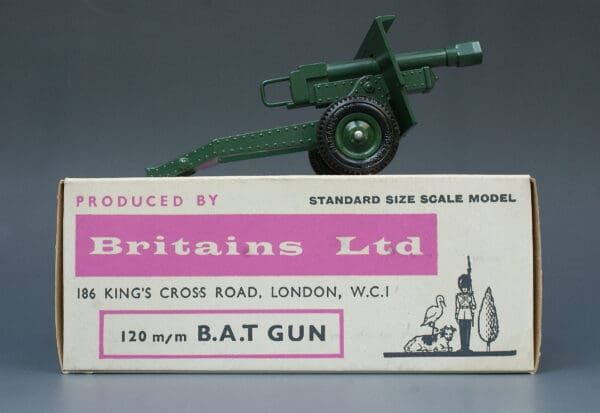 PRODUCED BY
STANDARD SIZE SCALE MODEL
Britains Ltd
186 KING'S CROSS ROAD, LONDON, W.C.1
120 m/m B.A.T GUN